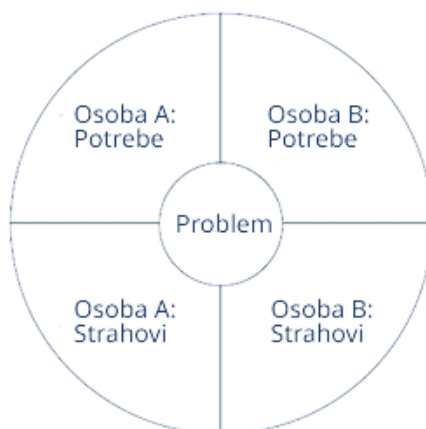 Osoba A:
Potrebe
Osoba B:
Potrebe
Problem
Osoba A:
Strahovi
Osoba B:
Strahovi